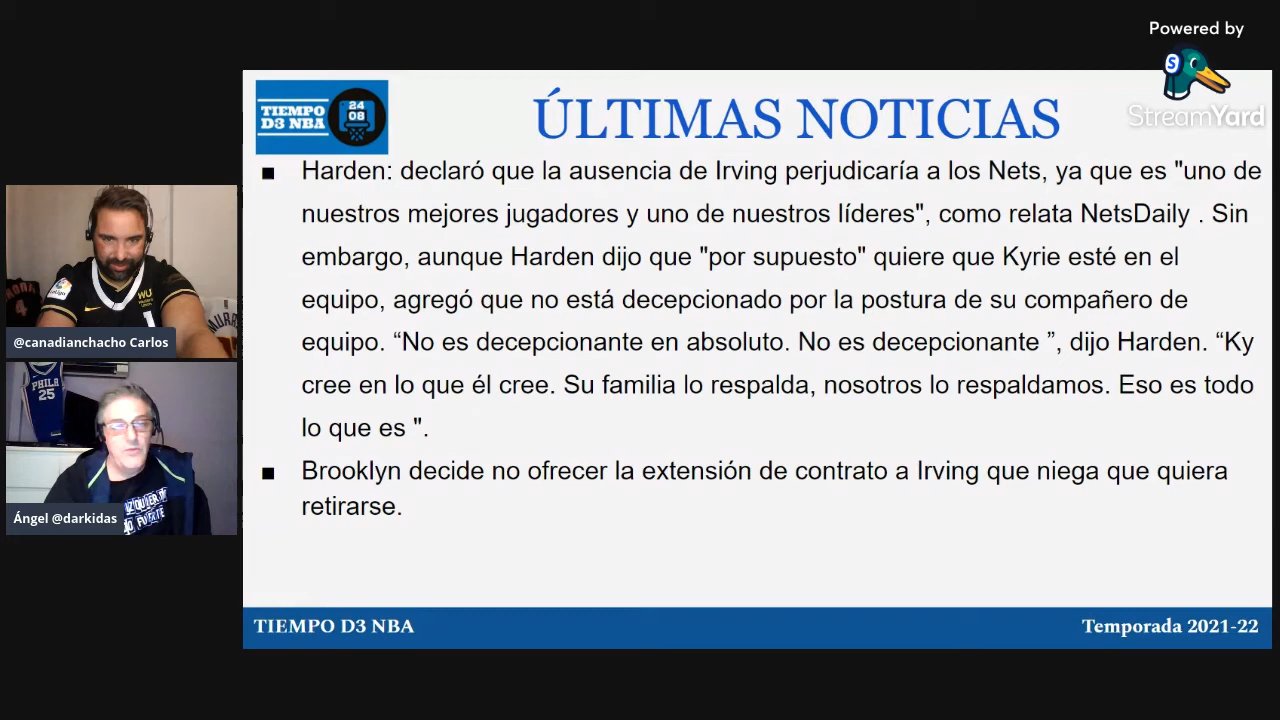 Powered by
StreamYard
TIEMPO
D3 NBA
24
08
ÚLTIMAS NOTICIAS
■ Harden: declaró que la ausencia de Irving perjudicaría a los Nets, ya que es "uno de
nuestros mejores jugadores y uno de nuestros líderes", como relata NetsDaily . Sin
embargo, aunque Harden dijo que "por supuesto" quiere que Kyrie esté en el
equipo, agregó que no está decepcionado por la postura de su compañero de
equipo. “No es decepcionante en absoluto. No es decepcionante ”, dijo Harden. “Ky
cree en lo que él cree. Su familia lo respalda, nosotros lo respaldamos. Eso es todo
lo que es ".
■ Brooklyn decide no ofrecer la extensión de contrato a Irving que niega que quiera
retirarse.
WU
4
1
@canadianchacho Carlos
PHILA
25
Ángel @darkidas
TIEMPO D3 NBA
Temporada 2021-22